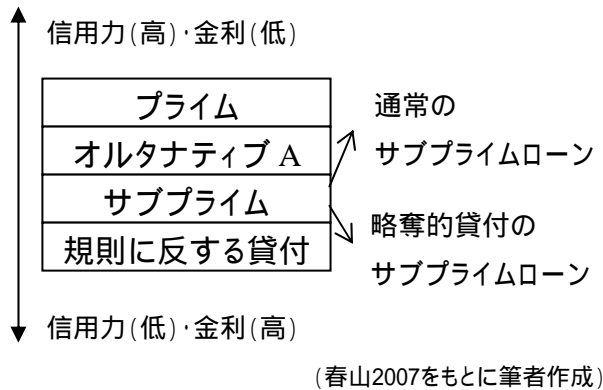 信用力(高)･金利(低)
プライム
オルタナティブ A
サブプライム
規則に反する貸付
通常の
サブプライムローン
略奪的貸付の
サブプライムローン
信用力(低)･金利(高)
(春山2007をもとに筆者作成)